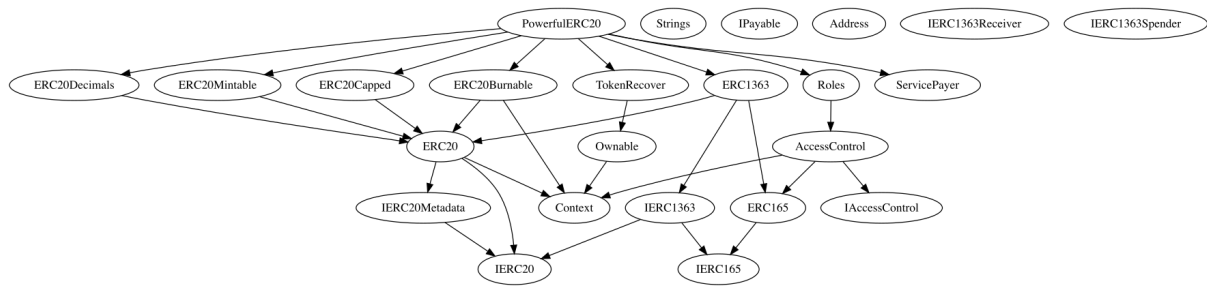 PowerfulERC20 Strings IPayable Address IERC1363Receiver IERC1363Spender
ERC20Decimals ERC20Mintable ERC20Capped ERC20Burnable TokenRecover ERC1363 Roles ServicePayer
ERC20 Ownable AccessControl
IERC20Metadata Context IERC1363 ERC165 IAccessControl
IERC20 IERC165